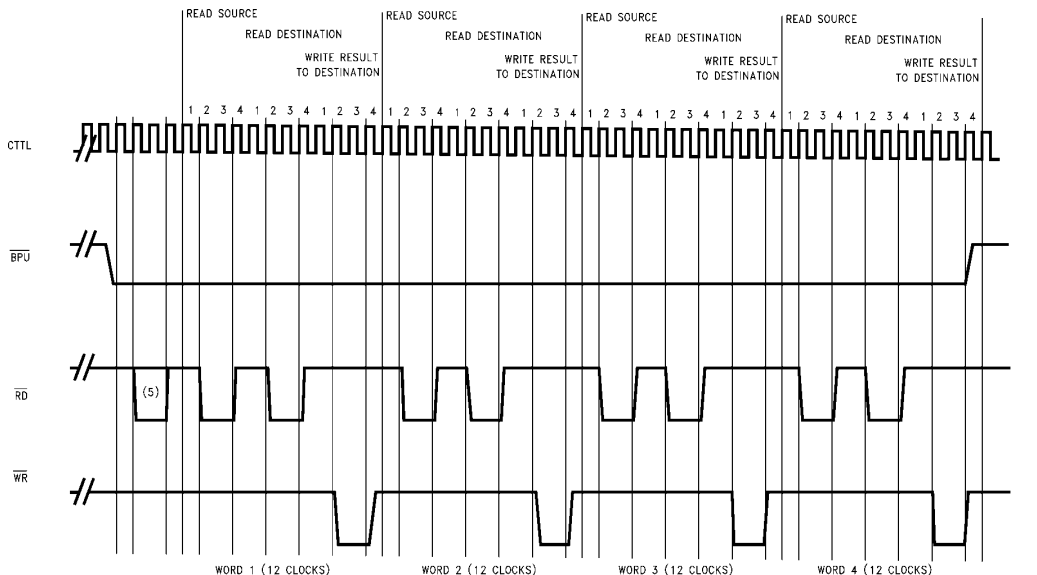 READ SOURCE READ SOURCE READ SOURCE READ SOURCE
READ DESTINATION READ DESTINATION READ DESTINATION READ DESTINATION
WRITE RESULT WRITE RESULT WRITE RESULT WRITE RESULT
TO DESTINATION TO DESTINATION TO DESTINATION TO DESTINATION
1 2 3 4 1 2 3 4 1 2 3 4 1 2 3 4 1 2 3 4 1 2 3 4 1 2 3 4 1 2 3 4 1 2 3 4 1 2 3 4 1 2 3 4 1 2 3 4
CTTL
BPU
RD
(5)
WR
WORD 1 (12 CLOCKS) WORD 2 (12 CLOCKS) WORD 3 (12 CLOCKS) WORD 4 (12 CLOCKS)